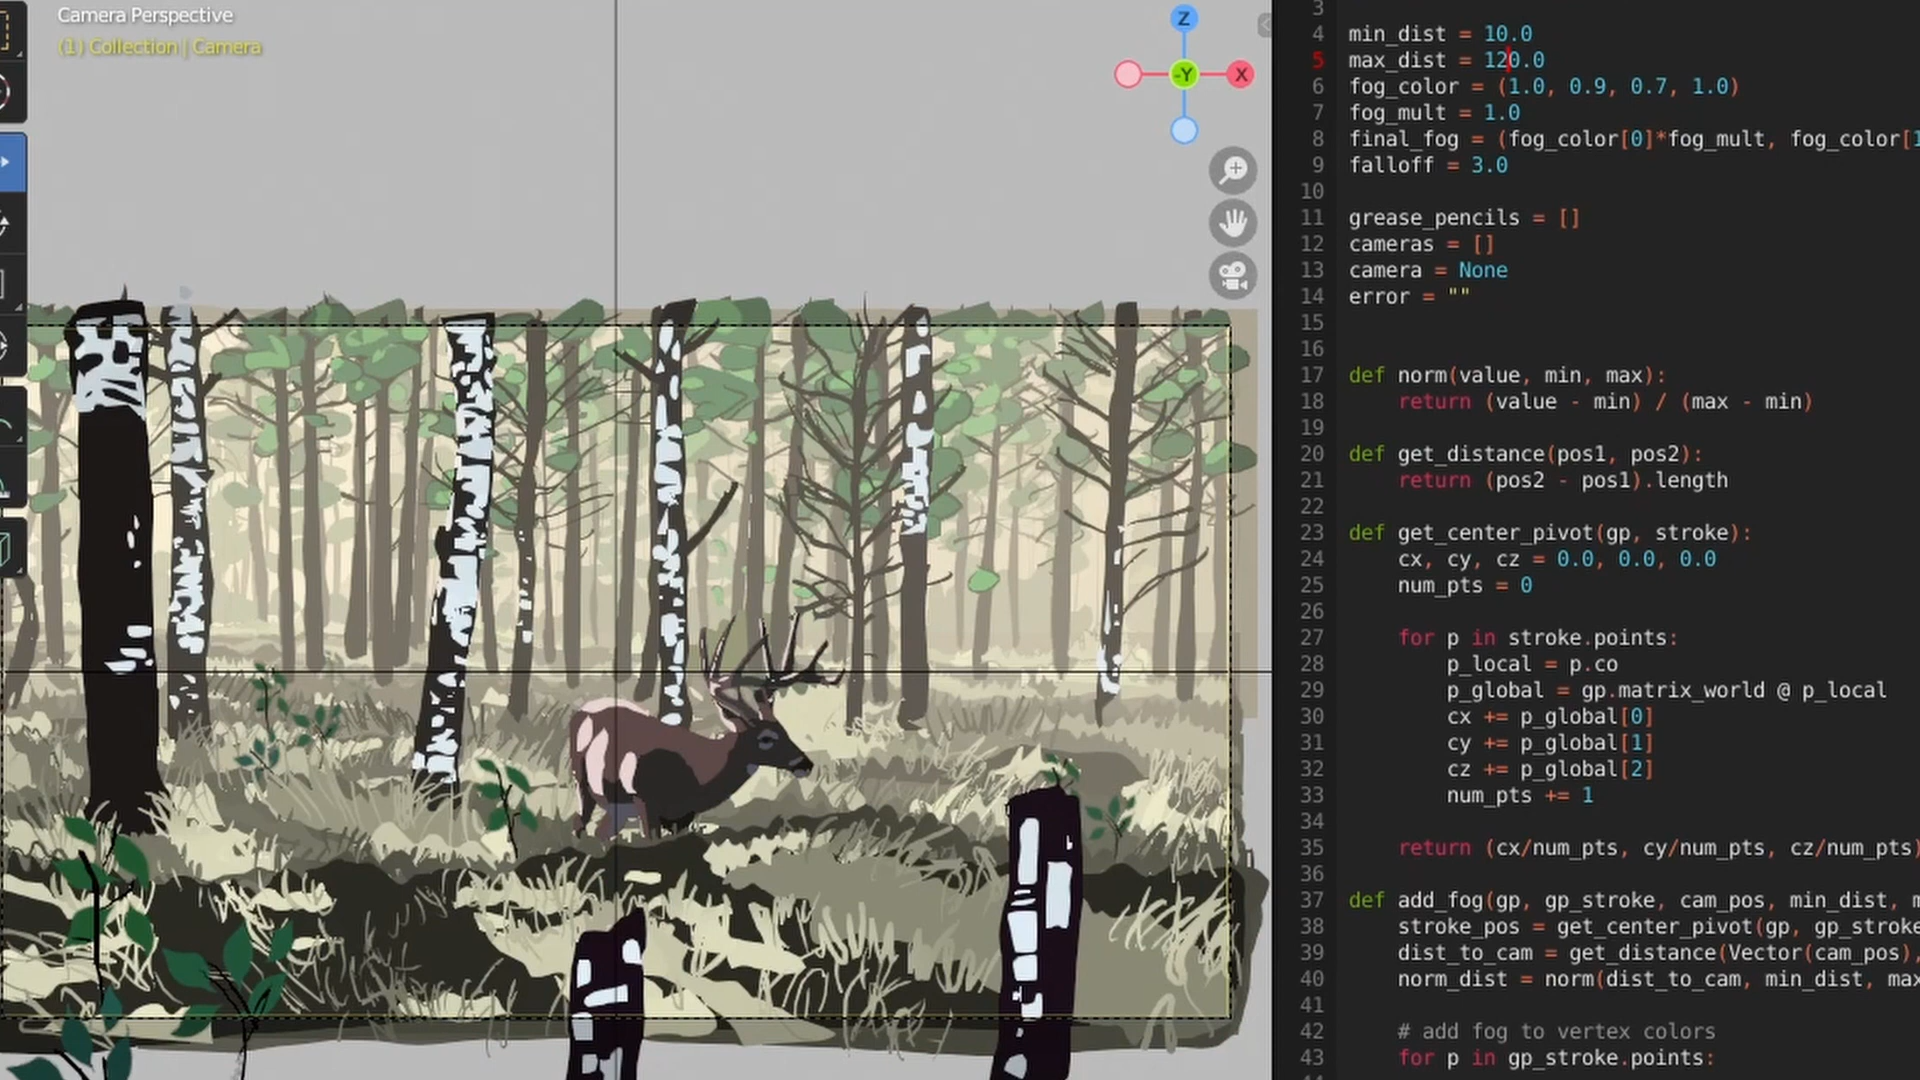 Camera Perspective
(1) Collection | Camera
Z
-Y
X
3
4 min_dist = 10.0
5 max_dist = 120.0
6 fog_color = (1.0, 0.9, 0.7, 1.0)
7 fog_mult = 1.0
8 final_fog = (fog_color[0]*fog_mult, fog_color[1
9 falloff = 3.0
10
11 grease_pencils = []
12 cameras = []
13 camera = None
14 error = ""
15
16
17 def norm(value, min, max):
18 return (value - min) / (max - min)
19
20 def get_distance(pos1, pos2):
21 return (pos2 - pos1).length
22
23 def get_center_pivot(gp, stroke):
24 cx, cy, cz = 0.0, 0.0, 0.0
25 num_pts = 0
26
27 for p in stroke.points:
28 p_local = p.co
29 p_global = gp.matrix_world @ p_local
30 cx += p_global[0]
31 cy += p_global[1]
32 cz += p_global[2]
33 num_pts += 1
34
35 return (cx/num_pts, cy/num_pts, cz/num_pts)
36
37 def add_fog(gp, gp_stroke, cam_pos, min_dist, m
38 stroke_pos = get_center_pivot(gp, gp_stroke
39 dist_to_cam = get_distance(Vector(cam_pos),
40 norm_dist = norm(dist_to_cam, min_dist, max
41
42 # add fog to vertex colors
43 for p in gp_stroke.points: